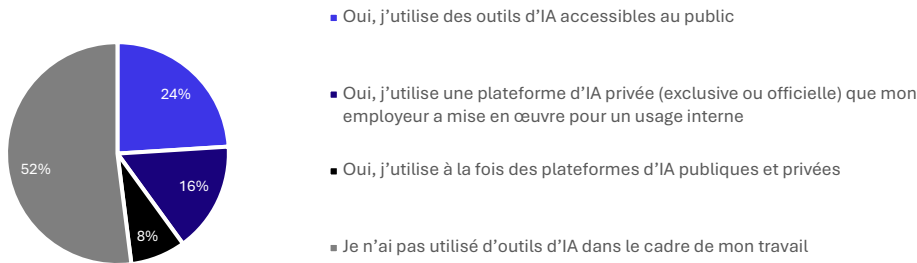 Oui, j’utilise des outils d’IA accessibles au public
24%
Oui, j’utilise une plateforme d’IA privée (exclusive ou officielle) que mon
employeur a mise en œuvre pour un usage interne
52%
16%
Oui, j’utilise à la fois des plateformes d’IA publiques et privées
8%
Je n’ai pas utilisé d’outils d’IA dans le cadre de mon travail